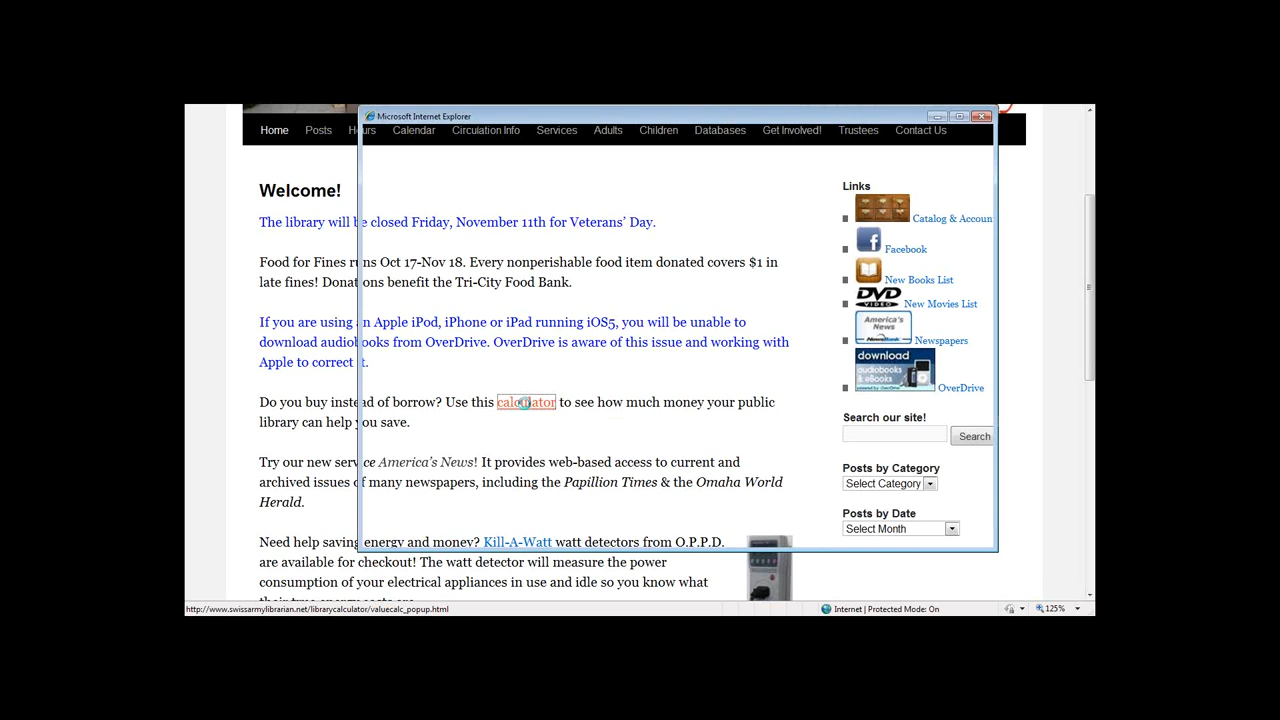 Microsoft Internet Explorer
Home Posts Hours Calendar Circulation Info Services Adults Children Databases Get Involved! Trustees Contact Us
Welcome!
The library will be closed Friday, November 11th for Veterans' Day.
Food for Fines runs Oct 17-Nov 18. Every nonperishable food item donated covers $1 in
late fines! Donations benefit the Tri-City Food Bank.
If you are using an Apple iPod, iPhone or iPad running iOS5, you will be unable to
download audiobooks from OverDrive. OverDrive is aware of this issue and working with
Apple to correct it.
Do you buy instead of borrow? Use this calculator to see how much money your public
library can help you save.
Try our new service America's News! It provides web-based access to current and
archived issues of many newspapers, including the Papillion Times & the Omaha World
Herald.
Need help saving energy and money? Kill-A-Watt watt detectors from O.P.P.D.
are available for checkout! The watt detector will measure the power
consumption of your electrical appliances in use and idle so you know what
Links
Catalog & Accoun
Facebook
New Books List
DVD
VIDEO
New Movies List
America's
News
NewsBank
Newspapers
download
audiobooks
& eBooks
powered by OverDrive
OverDrive
Search our site!
Search
Posts by Category
Select Category
Posts by Date
Select Month
http://www.swissarmylibrarian.net/librarycalculator/valuecalc_popup.html
Internet | Protected Mode: On
125%